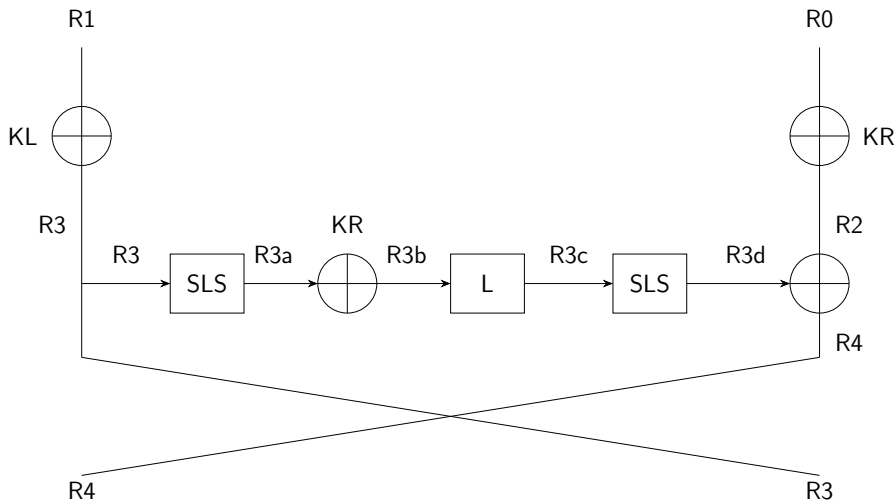 R1 R0
KL KR
R3 KR R2
R3 R3a R3b R3c R3d
SLS L SLS
R4
R4 R3